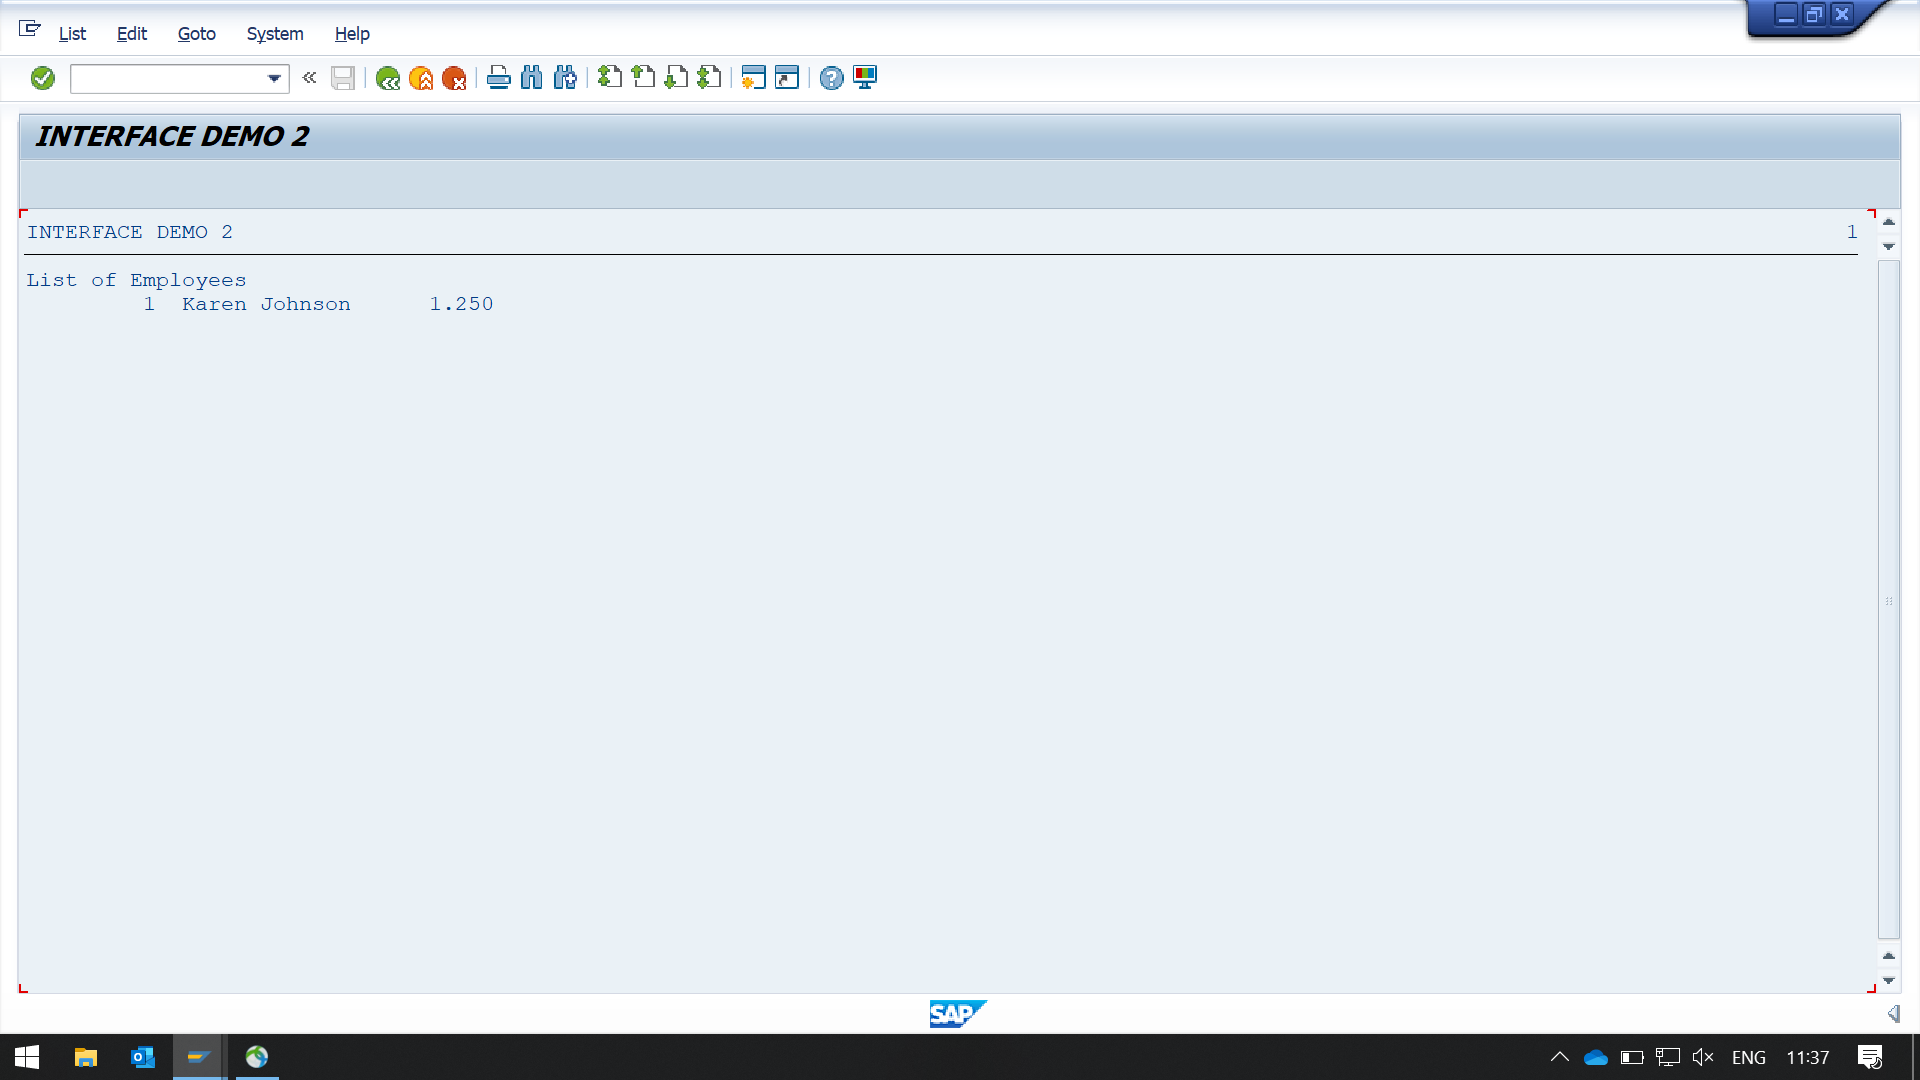 List Edit Goto System Help
INTERFACE DEMO 2
INTERFACE DEMO 2 1
List of Employees
1 Karen Johnson 1.250
SAP
ENG 11:37